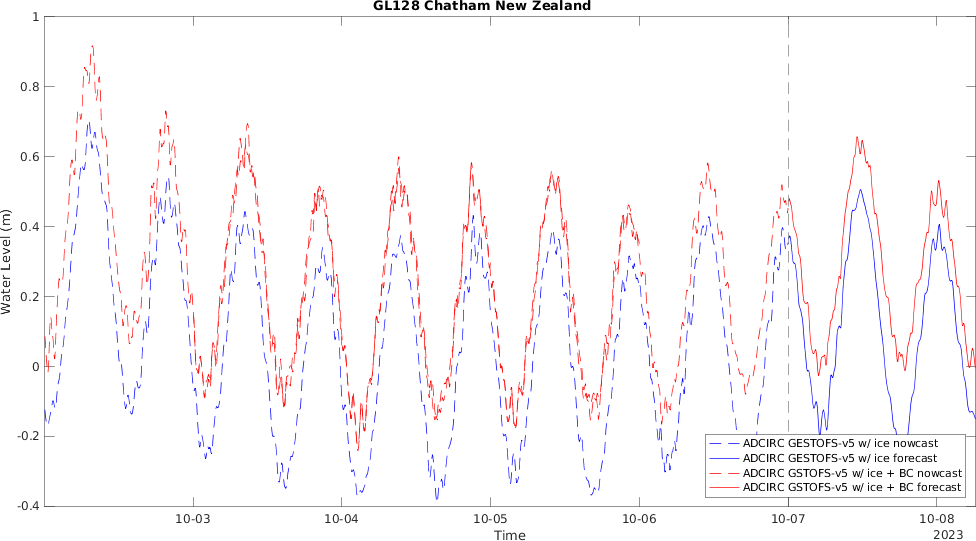 GL128 Chatham New Zealand
1
0.8
0.6
0.4
0.2
0
-0.2
-0.4
Water Level (m)
10-03
10-04
10-05
10-06
10-07
10-08
Time
2023
ADCIRC GESTOFS-v5 w/ ice nowcast
ADCIRC GESTOFS-v5 w/ ice forecast
ADCIRC GSTOFS-v5 w/ ice + BC nowcast
ADCIRC GSTOFS-v5 w/ ice + BC forecast